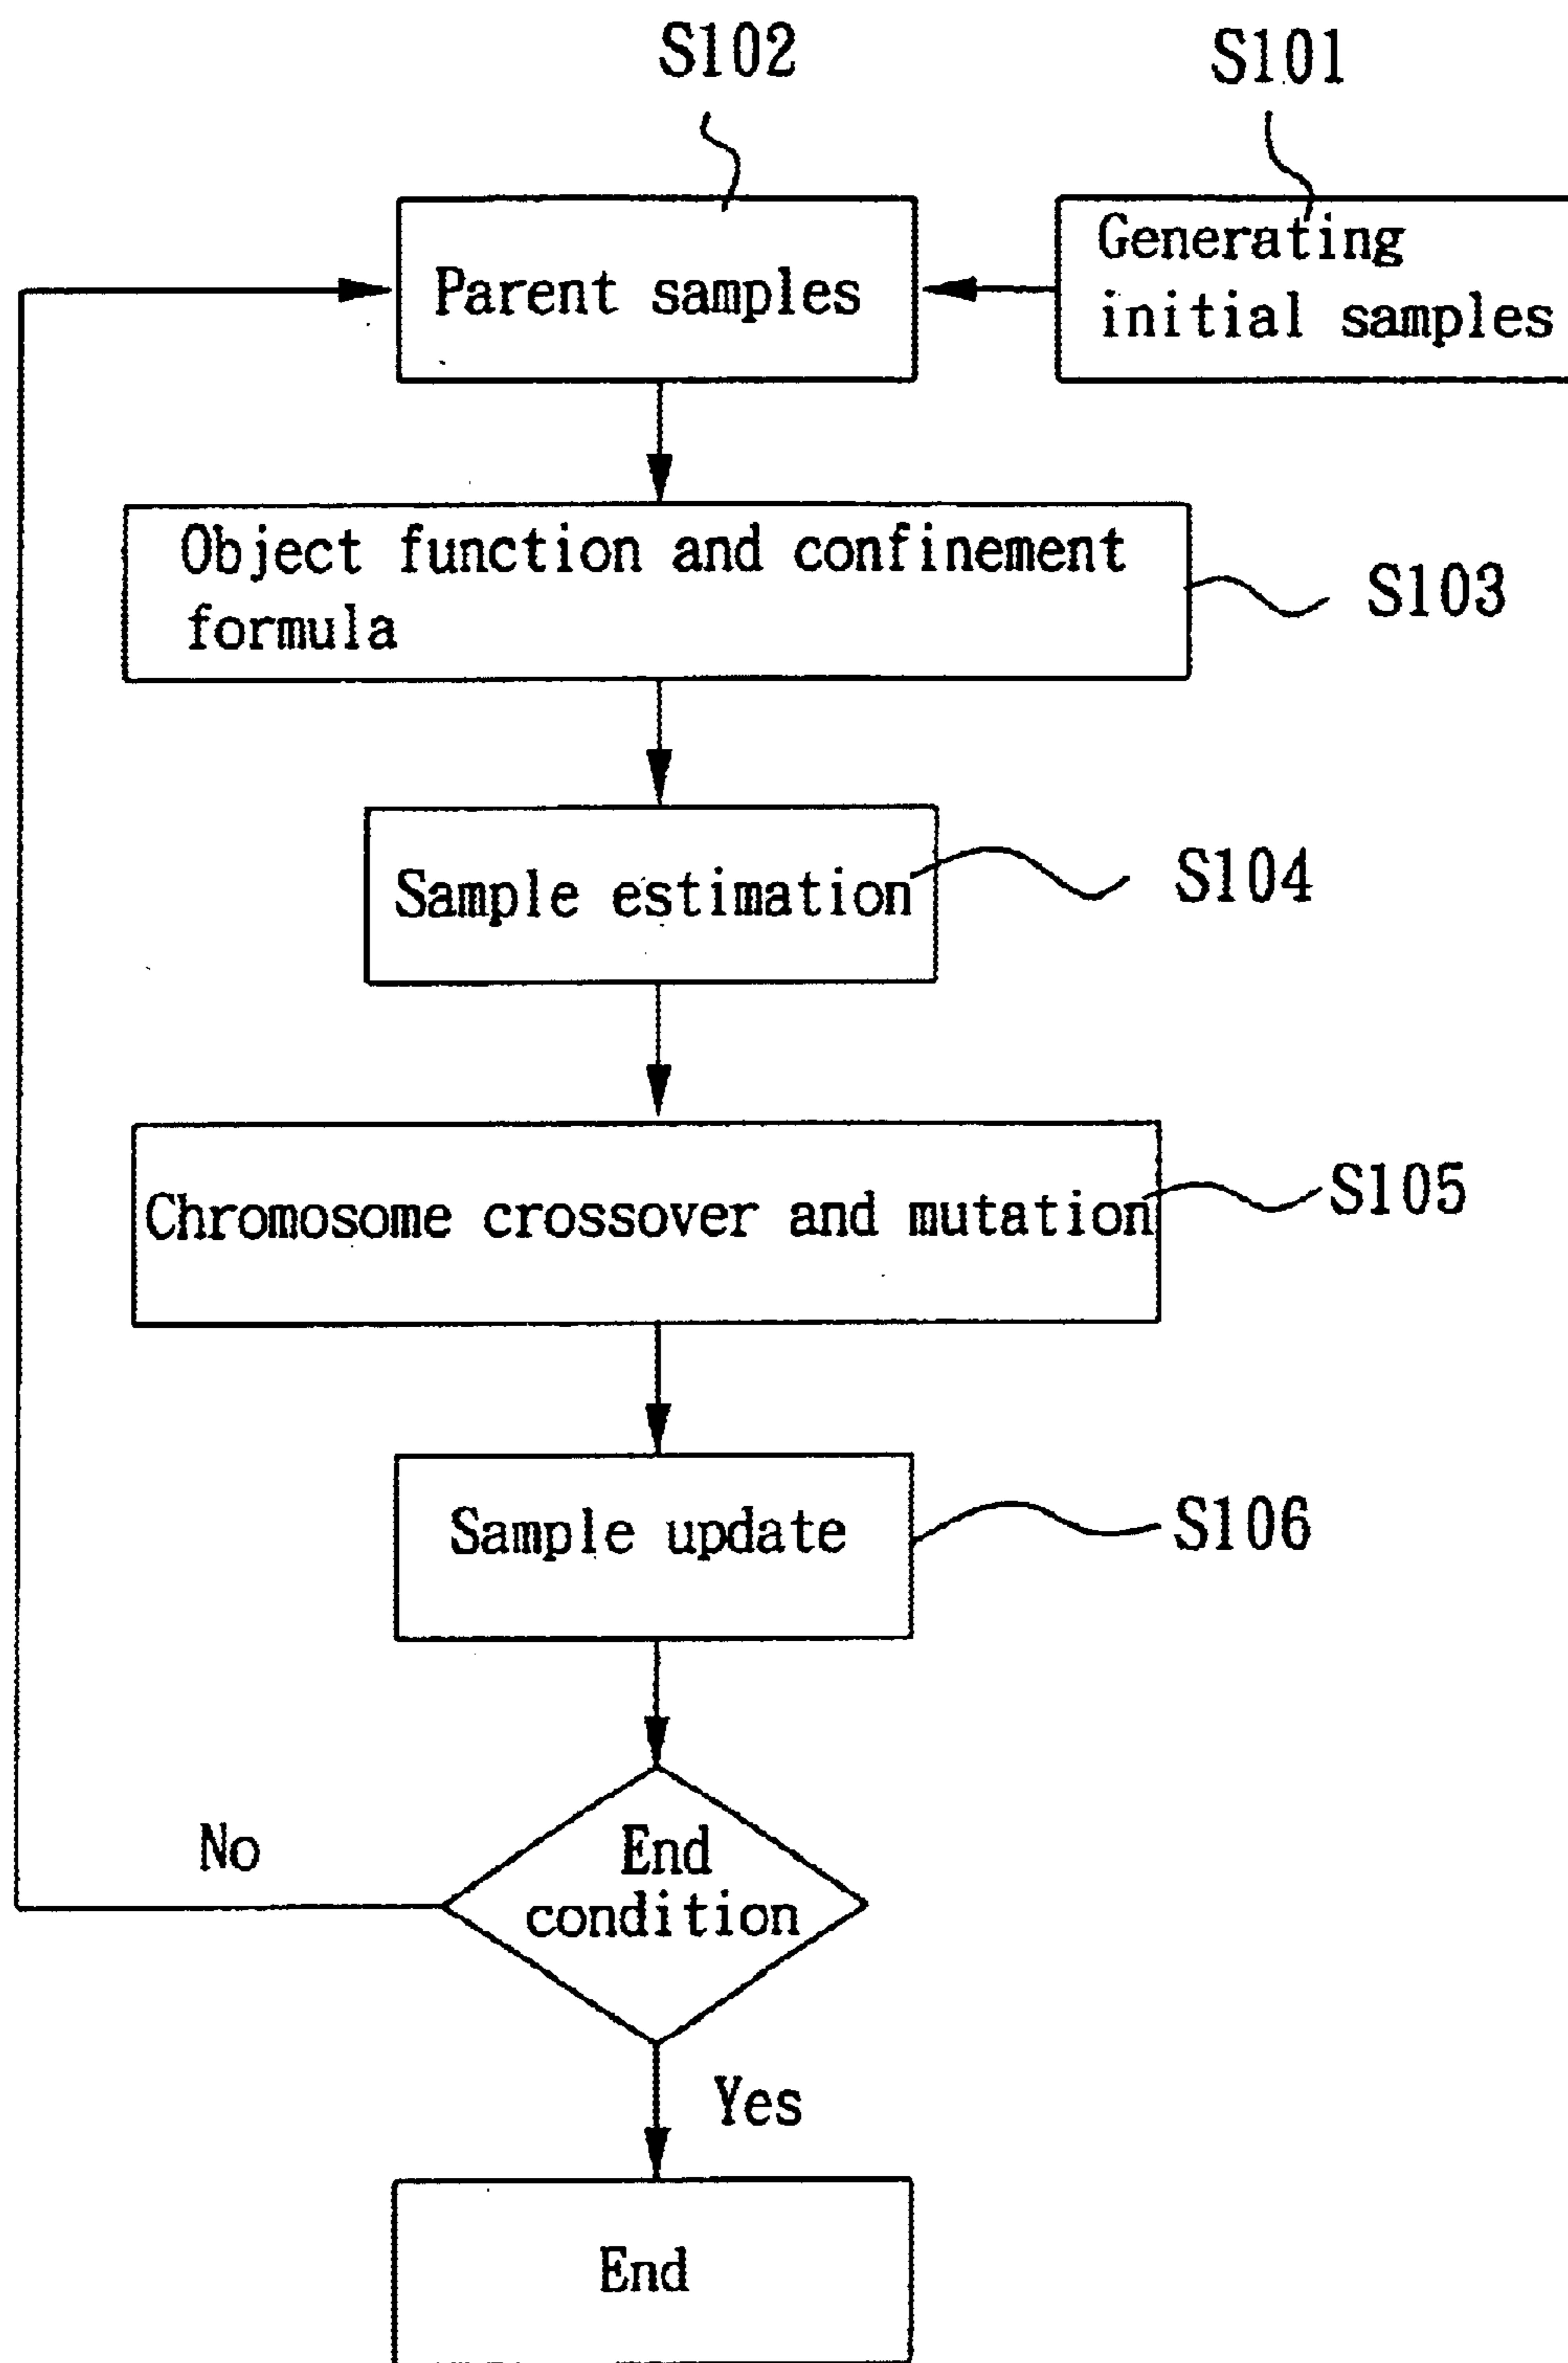 S102
S101
Parent samples
Generating
initial samples
Object function and confinement
formula
S103
Sample estimation
S104
Chromosome crossover and mutation
S105
Sample update
S106
End
condition
No
Yes
End